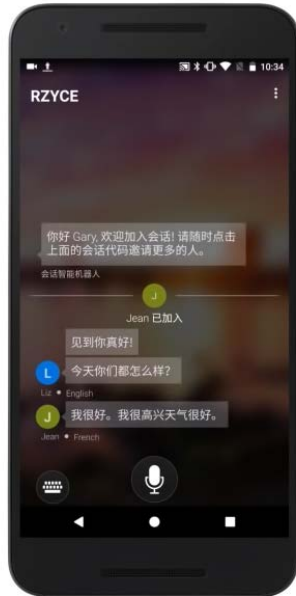 10:34
RZYCE
你好 Gary, 欢迎加入会话! 请随时点击
上面的会话代码邀请更多的人。
会话智能机器人
J
Jean 已加入
见到你真好!
L
今天你们都怎么样?
Liz • English
J
我很好。我很高兴天气很好。
Jean • French